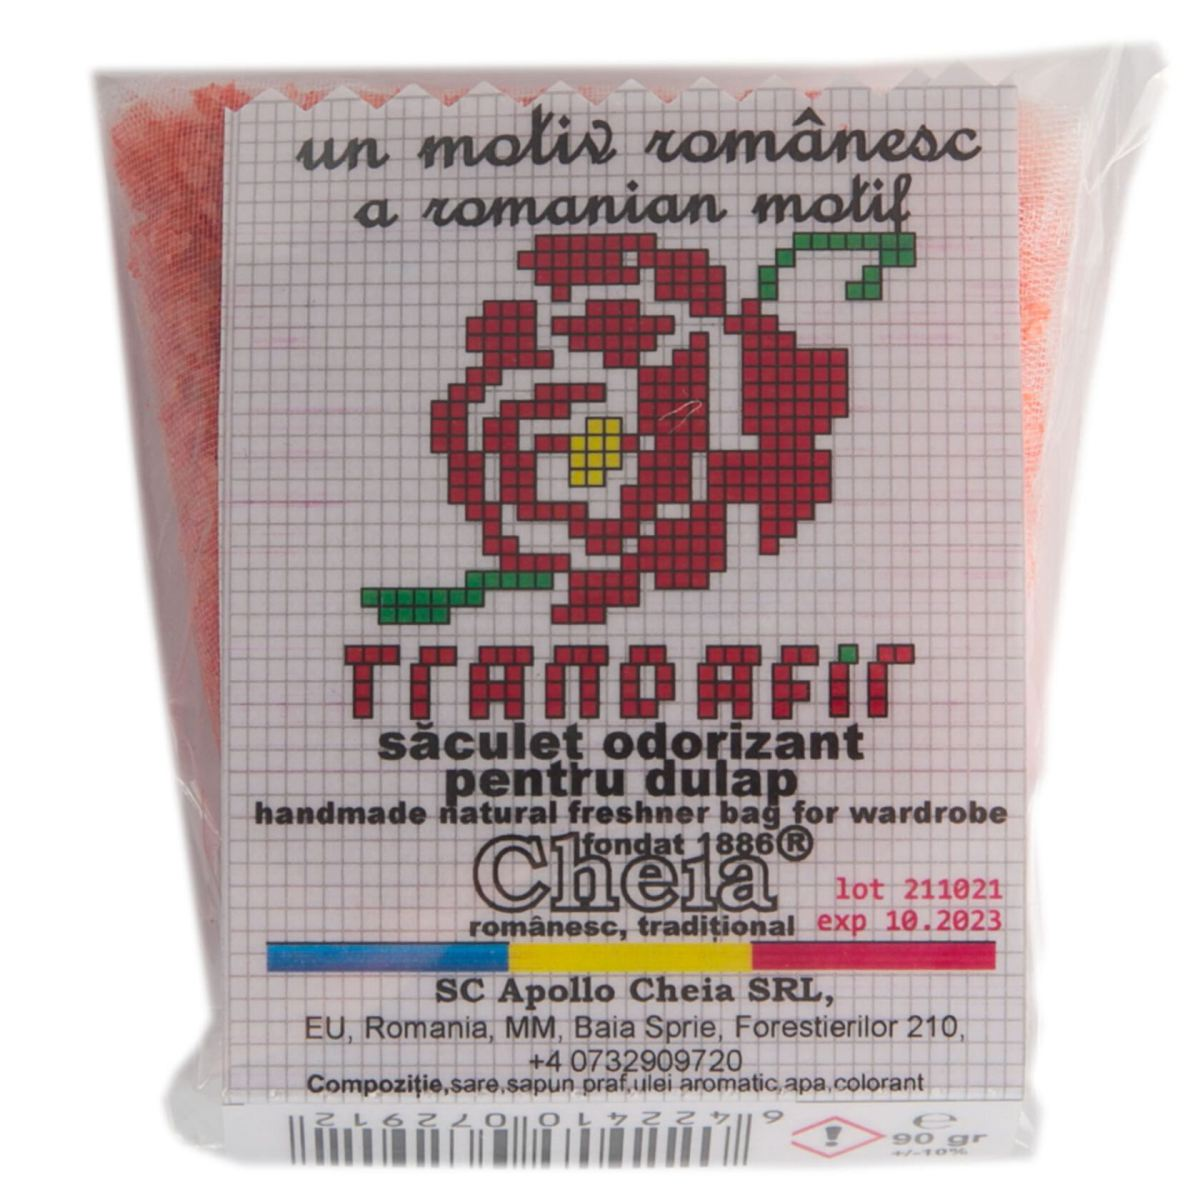 un motiv românesc
a romanian motif
TRANDAFIR
săculeț odorizant
pentru dulap
handmade natural freshner bag for wardrobe
fondat 1886®
Cheia
românesc, tradițional
lot 211021
exp 10.2023
SC Apollo Cheia SRL,
EU, Romania, MM, Baia Sprie, Forestierilor 210,
+4 0732909720
Compoziție,sare,sapun praf,ulei aromatic,apa,colorant
6 422410 072912
℮
90 gr
+/-10%